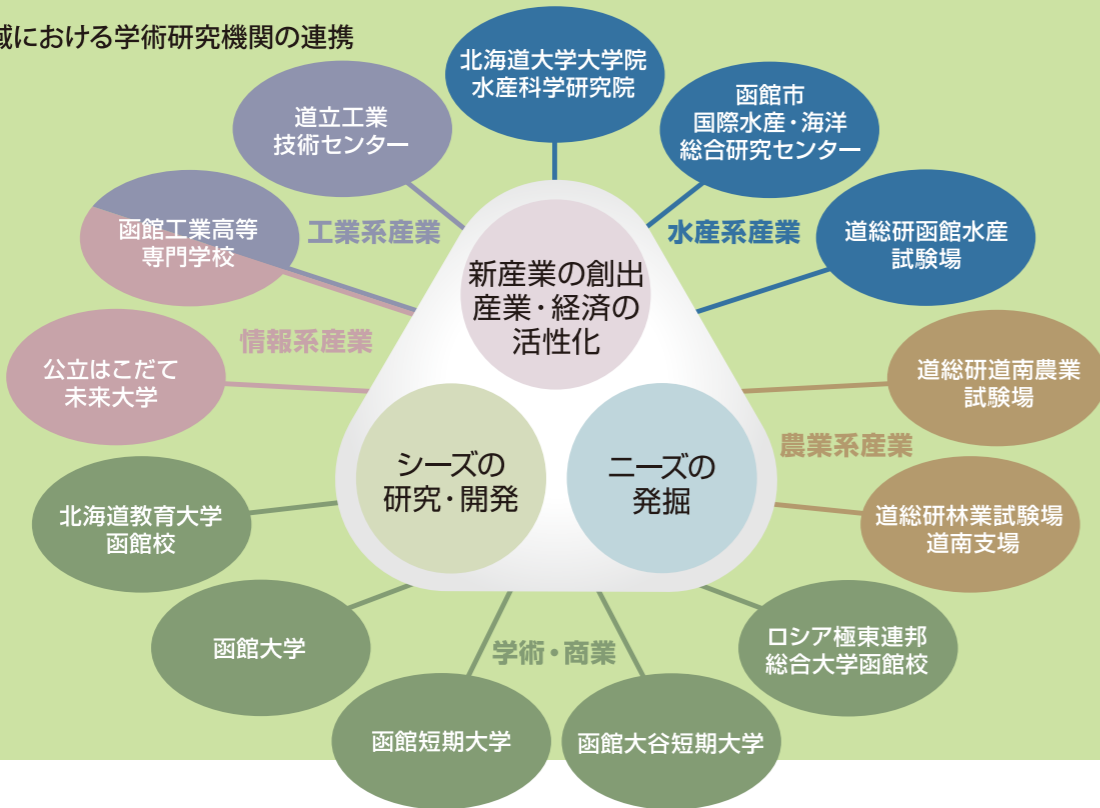 域における学術研究機関の連携
北海道大学大学院
水産科学研究院
函館市
国際水産・海洋
総合研究センター
道総研函館水産
試験場
水産系産業
道総研道南農業
試験場
農業系産業
道総研林業試験場
道南支場
ロシア極東連邦
総合大学函館校
函館大谷短期大学
学術・商業
函館短期大学
函館大学
北海道教育大学
函館校
公立はこだて
未来大学
情報系産業
函館工業高等
専門学校
道立工業
技術センター
工業系産業
新産業の創出
産業・経済の
活性化
シーズの
研究・開発
ニーズの
発掘